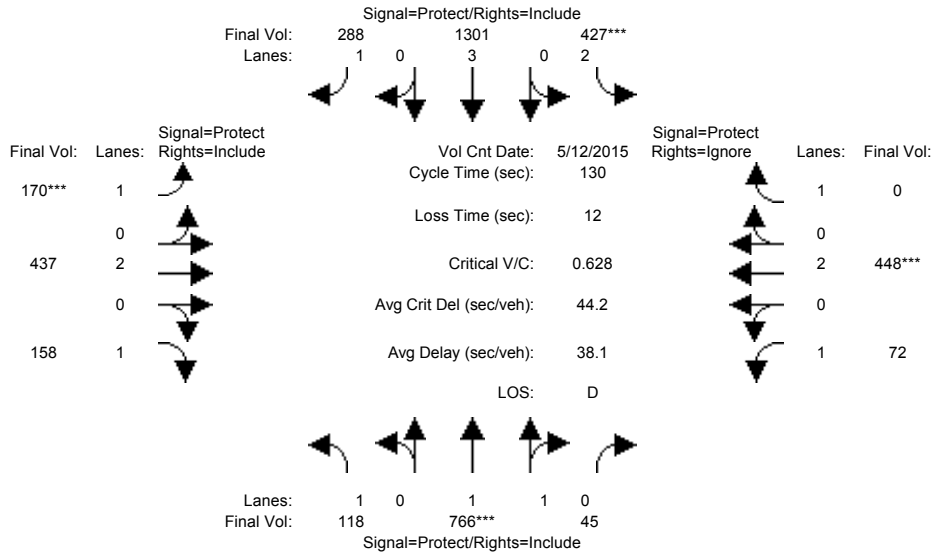 Signal=Protect/Rights=Include
Final Vol: 288 1301 427***
Lanes: 1 0 3 0 2
Signal=Protect Signal=Protect
Final Vol: Lanes: Rights=Include Vol Cnt Date: 5/12/2015 Rights=Ignore Lanes: Final Vol:
Cycle Time (sec): 130
170*** 1 1 0
Loss Time (sec): 12
0 0
437 2 Critical V/C: 0.628 2 448***
0 Avg Crit Del (sec/veh): 44.2 0
158 1 Avg Delay (sec/veh): 38.1 1 72
LOS: D
Lanes: 1 0 1 1 0
Final Vol: 118 766*** 45
Signal=Protect/Rights=Include